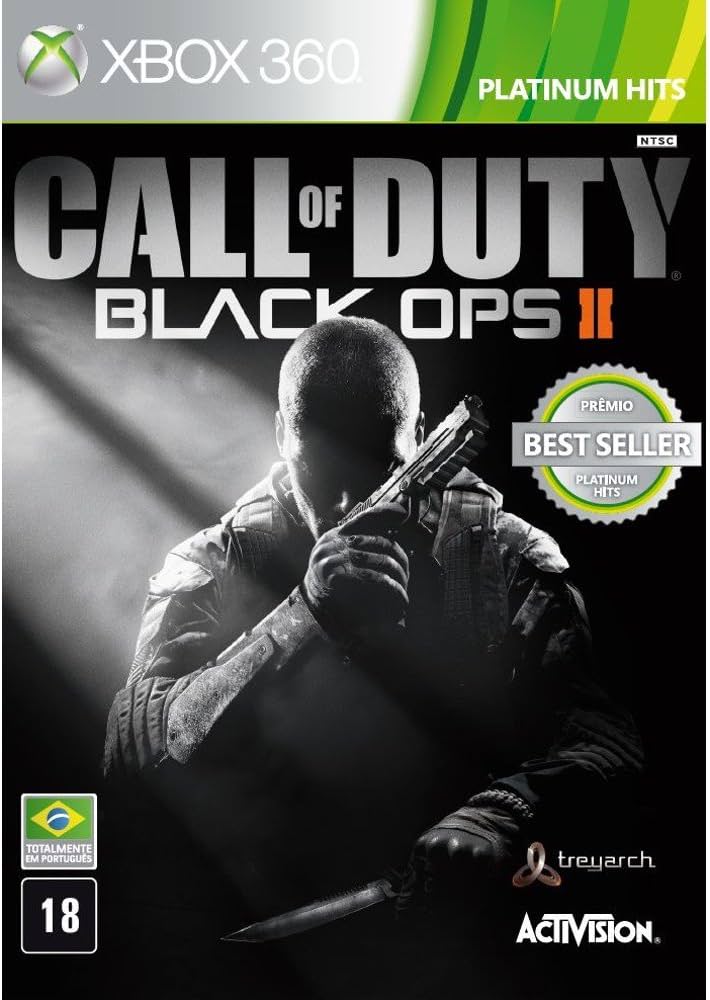 XBOX 360
PLATINUM HITS
NTSC
CALL OF DUTY®
BLACK OPS II
PRÊMIO
BEST SELLER
PLATINUM
HITS
TOTALMENTE
EM PORTUGUÊS
18
treyarch
ACTIVISION®